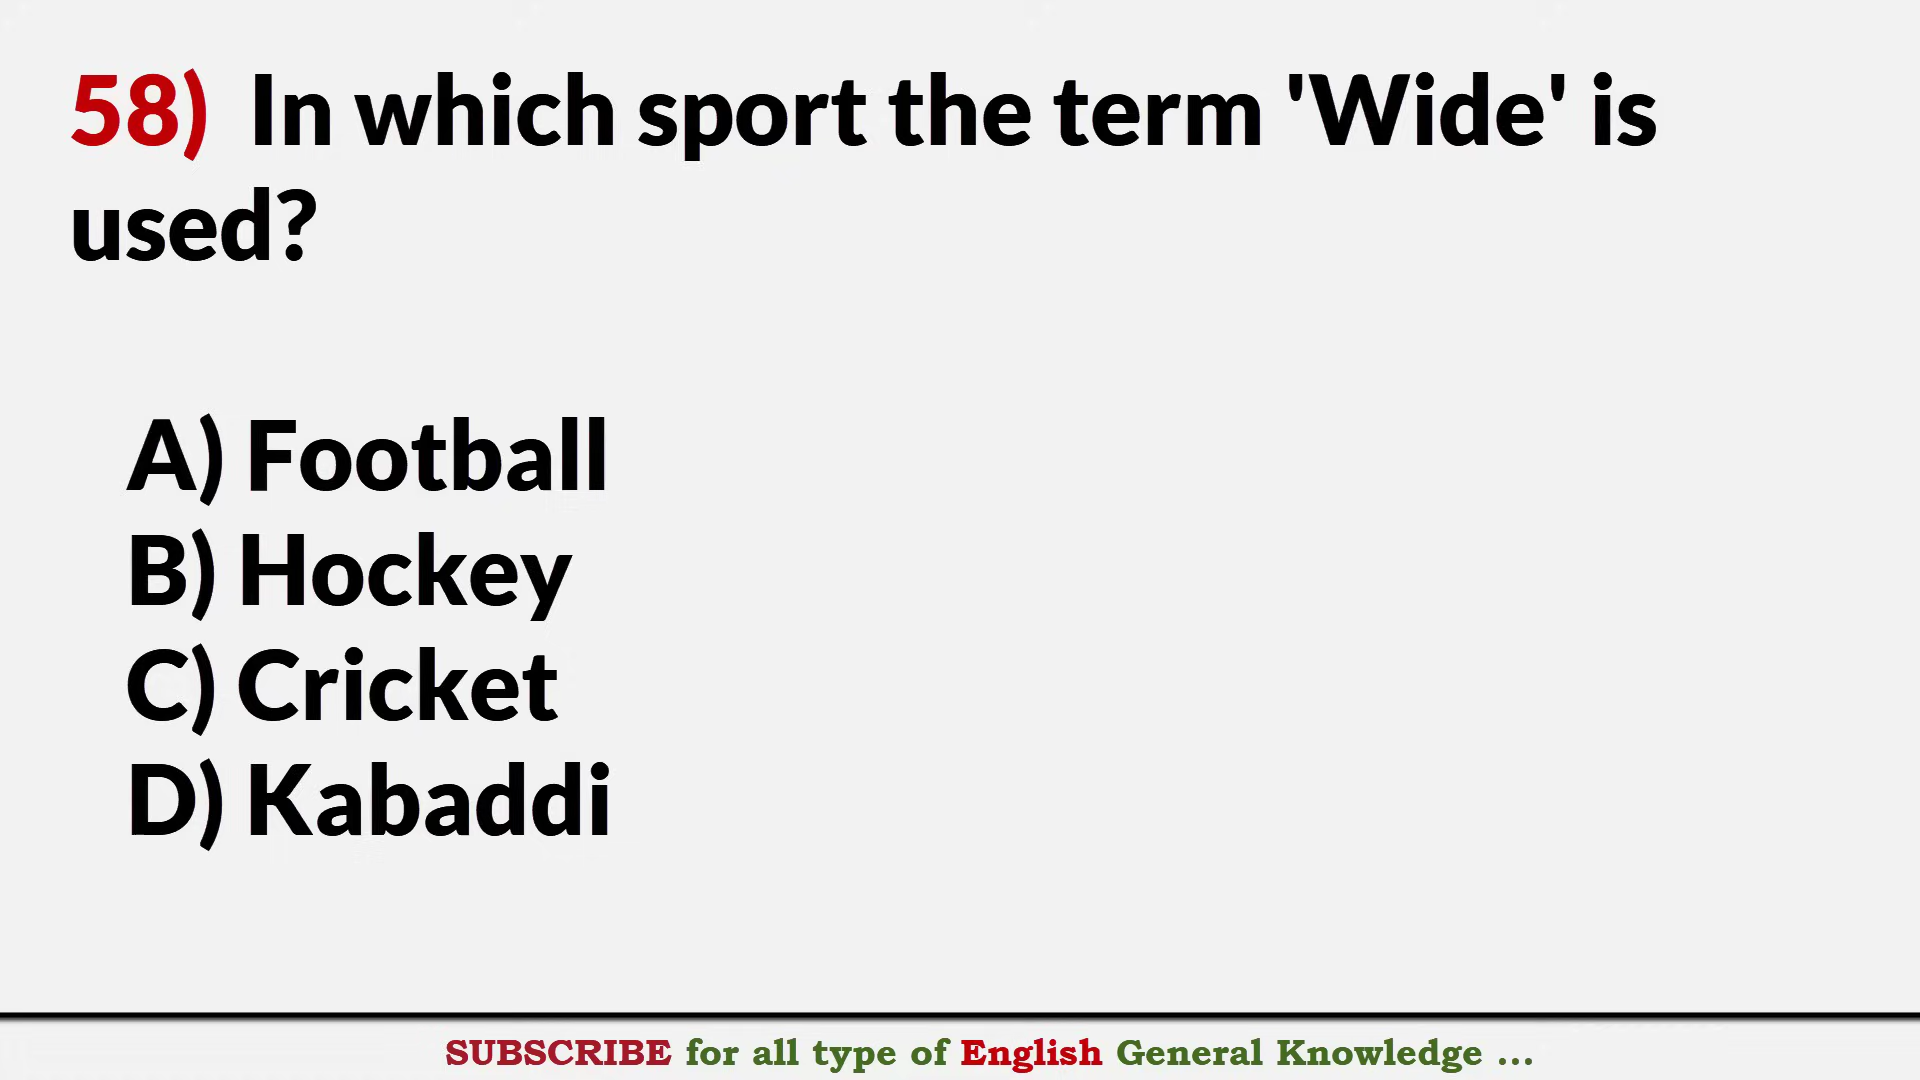 58) In which sport the term 'Wide' is
used?
A) Football
B) Hockey
C) Cricket
D) Kabaddi
SUBSCRIBE for all type of English General Knowledge ...